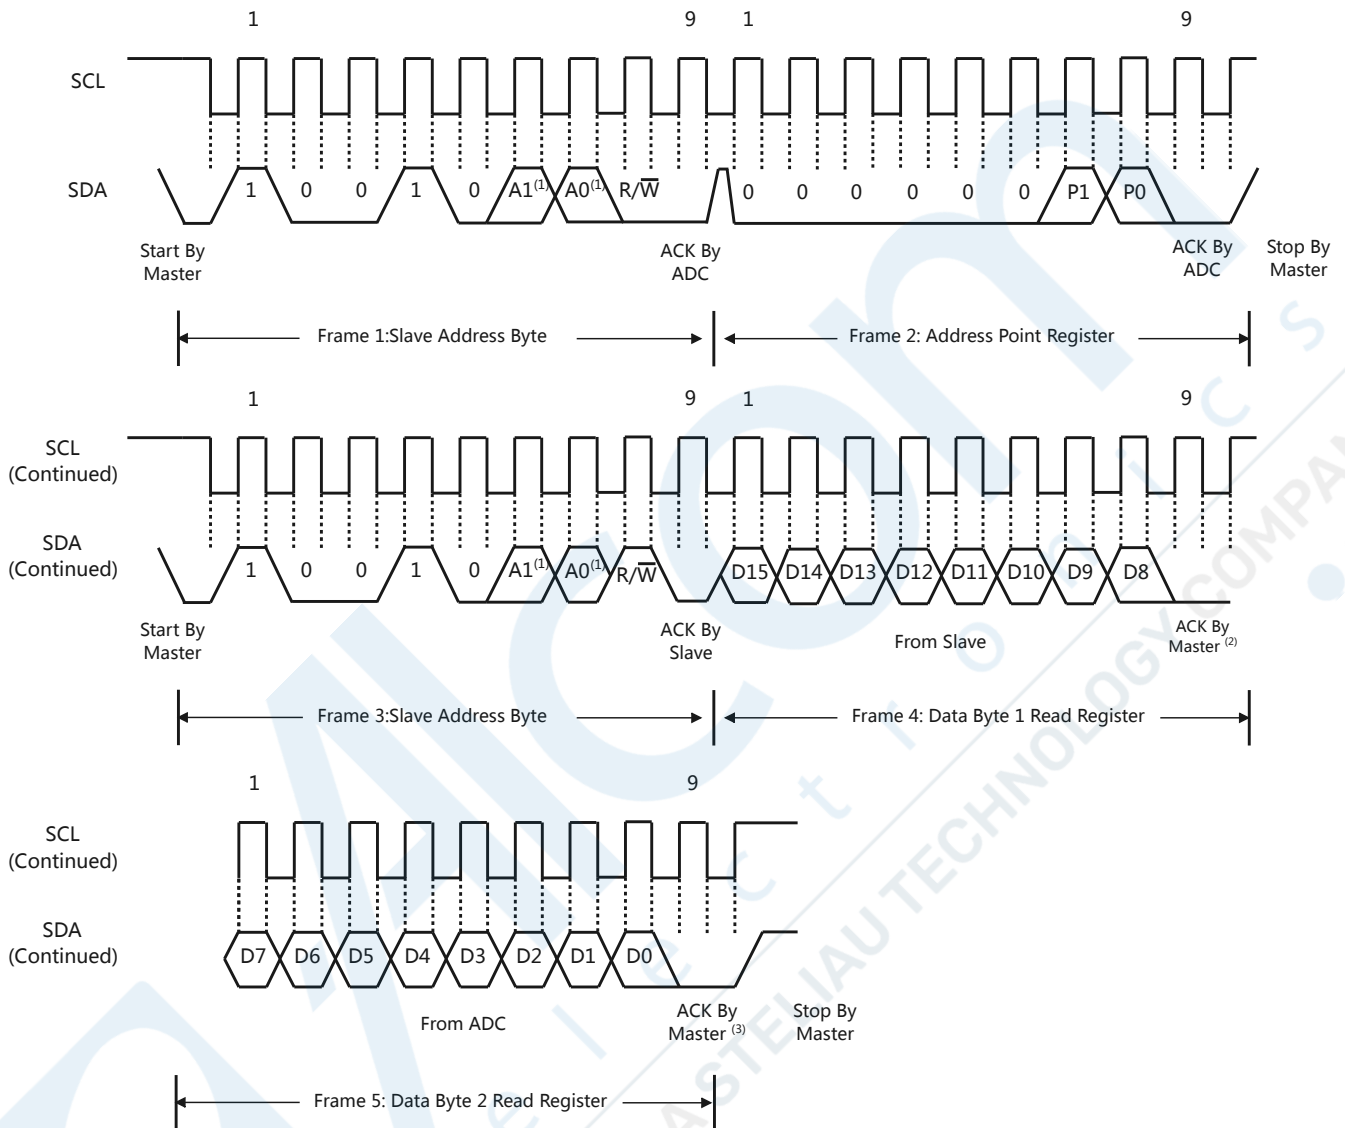 1 9 1 9
SCL
SDA
1 0 0 1 0 A1(1) A0(1) R/W̅ 0 0 0 0 0 0 P1 P0
Start By
Master
ACK By
ADC
ACK By
ADC
Stop By
Master
Frame 1:Slave Address Byte
Frame 2: Address Point Register
1 9 1 9
SCL
(Continued)
SDA
(Continued)
1 0 0 1 0 A1(1) A0(1) R/W̅ D15 D14 D13 D12 D11 D10 D9 D8
Start By
Master
ACK By
Slave
From Slave
ACK By
Master (2)
Frame 3:Slave Address Byte
Frame 4: Data Byte 1 Read Register
1 9
SCL
(Continued)
SDA
(Continued)
D7 D6 D5 D4 D3 D2 D1 D0
From ADC
ACK By
Master (3)
Stop By
Master
Frame 5: Data Byte 2 Read Register